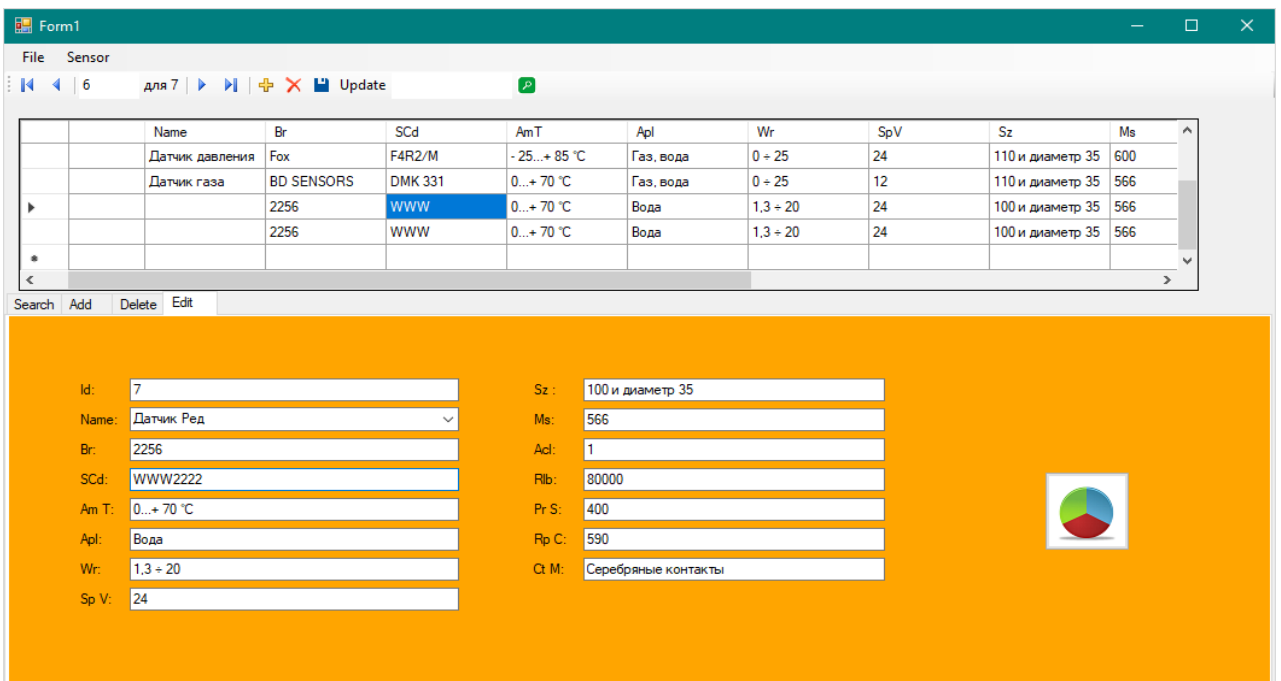 Form1
File Sensor
6 для 7 Update
Name Br SCd AmT Apl Wr SpV Sz Ms
Датчик давления Fox F4R2/M - 25...+ 85 °C Газ, вода 0 ÷ 25 24 110 и диаметр 35 600
Датчик газа BD SENSORS DMK 331 0...+ 70 °C Газ, вода 0 ÷ 25 12 110 и диаметр 35 566
2256 WWW 0...+ 70 °C Вода 1,3 ÷ 20 24 100 и диаметр 35 566
2256 WWW 0...+ 70 °C Вода 1,3 ÷ 20 24 100 и диаметр 35 566
Search Add Delete Edit
Id: 7 Sz : 100 и диаметр 35
Name: Датчик Ред Ms: 566
Br: 2256 Acl: 1
SCd: WWW2222 Rlb: 80000
Am T: 0...+ 70 °C Pr S: 400
Apl: Вода Rp C: 590
Wr: 1,3 ÷ 20 Ct M: Серебряные контакты
Sp V: 24